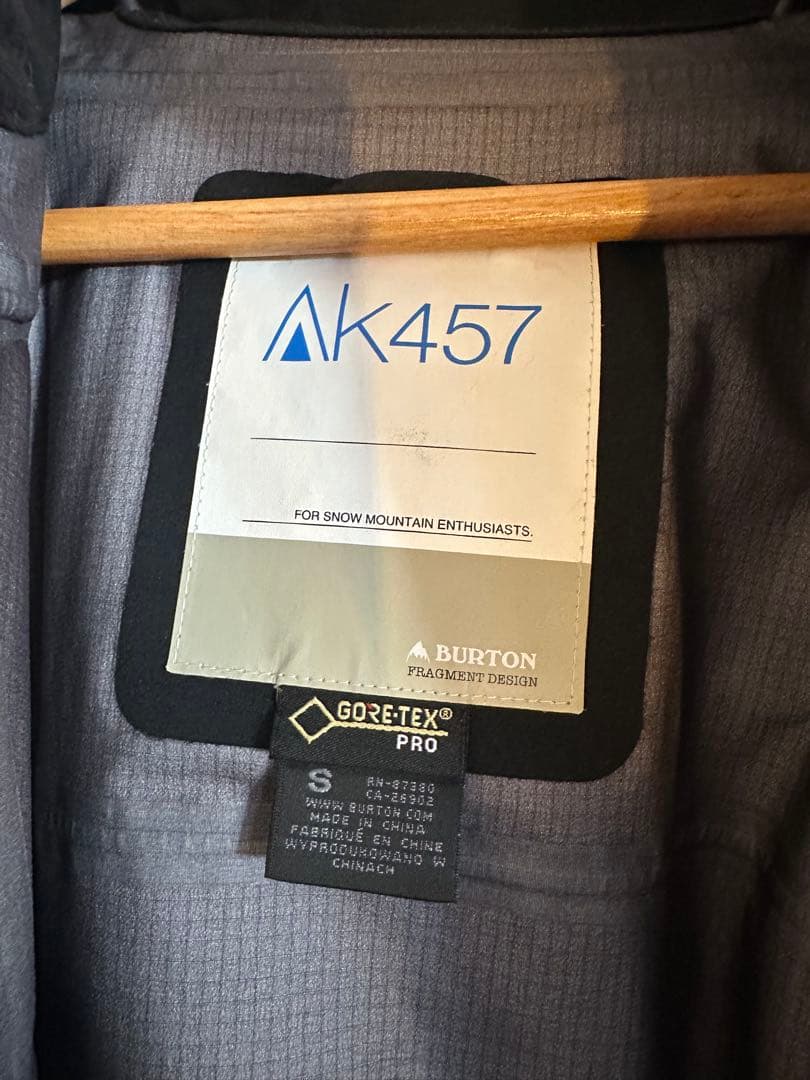 AK457
FOR SNOW MOUNTAIN ENTHUSIASTS.
BURTON
FRAGMENT DESIGN
GORE-TEX®
PRO
S
RN-87380
CA-26902
WWW.BURTON.COM
MADE IN CHINA
FABRIQUÉ EN CHINE
WYPRODUKOWANO W
CHINACH